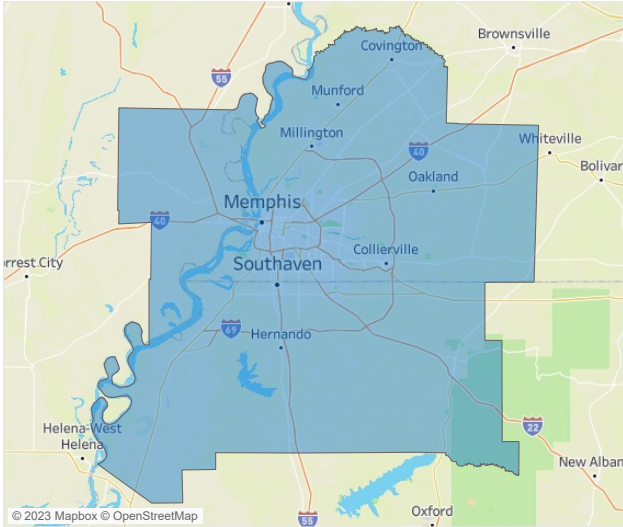 Covington
Brownsville
55
Munford
Millington
40
Whiteville
Bolivar
Oakland
Memphis
40
Collierville
rrest City
Southaven
69
Hernando
Helena-West
Helena
22
New Alban
Oxford
55
© 2023 Mapbox © OpenStreetMap